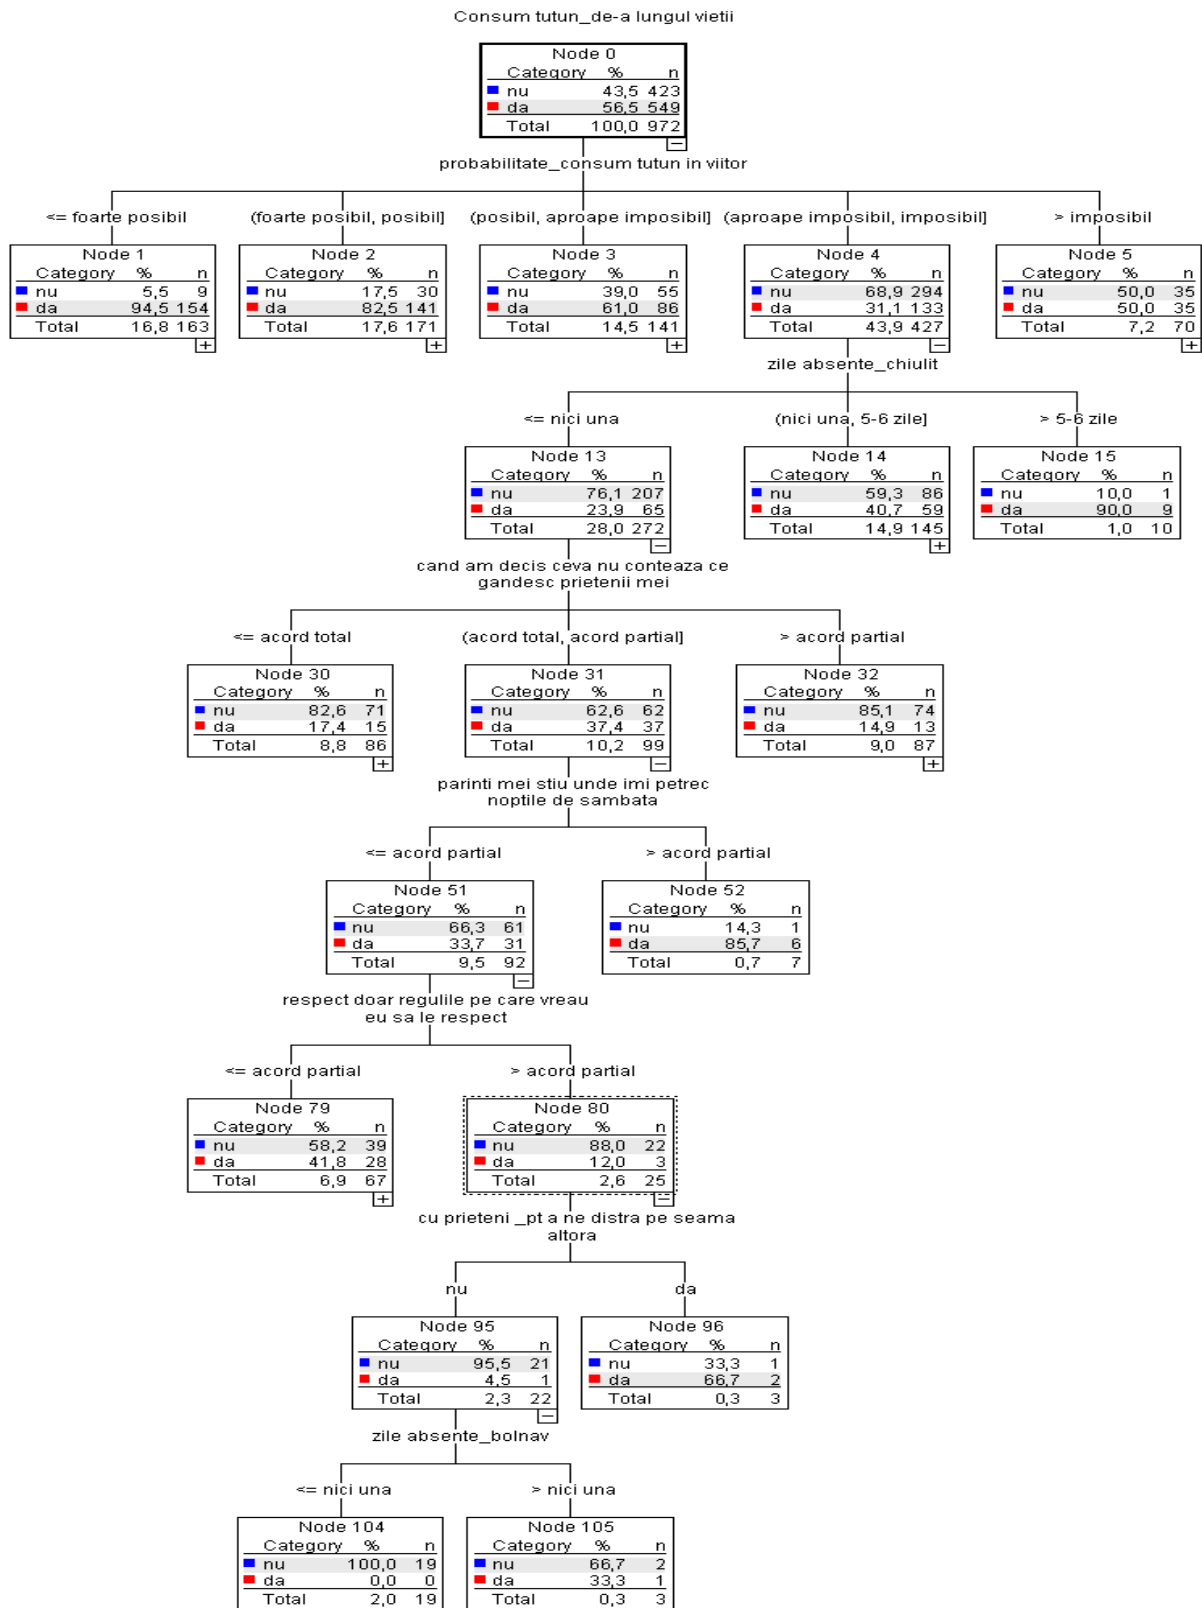 Consum tutun_de-a lungul vietii
Node 0
Category % n
nu 43,5 423
da 56,5 549
Total 100,0 972
probabilitate_consum tutun in viitor
<= foarte posibil
(foarte posibil, posibil]
(posibil, aproape imposibil]
(aproape imposibil, imposibil]
> imposibil
Node 1
Category % n
nu 5,5 9
da 94,5 154
Total 16,8 163
Node 2
Category % n
nu 17,5 30
da 82,5 141
Total 17,6 171
Node 3
Category % n
nu 39,0 55
da 61,0 86
Total 14,5 141
Node 4
Category % n
nu 68,9 294
da 31,1 133
Total 43,9 427
Node 5
Category % n
nu 50,0 35
da 50,0 35
Total 7,2 70
zile absente_chiulit
<= nici una
(nici una, 5-6 zile]
> 5-6 zile
Node 13
Category % n
nu 76,1 207
da 23,9 65
Total 28,0 272
Node 14
Category % n
nu 59,3 86
da 40,7 59
Total 14,9 145
Node 15
Category % n
nu 10,0 1
da 90,0 9
Total 1,0 10
cand am decis ceva nu conteaza ce
gandesc prietenii mei
<= acord total
(acord total, acord partial]
> acord partial
Node 30
Category % n
nu 82,6 71
da 17,4 15
Total 8,8 86
Node 31
Category % n
nu 62,6 62
da 37,4 37
Total 10,2 99
Node 32
Category % n
nu 85,1 74
da 14,9 13
Total 9,0 87
parinti mei stiu unde imi petrec
noptile de sambata
<= acord partial
> acord partial
Node 51
Category % n
nu 66,3 61
da 33,7 31
Total 9,5 92
Node 52
Category % n
nu 14,3 1
da 85,7 6
Total 0,7 7
respect doar regulile pe care vreau
eu sa le respect
<= acord partial
> acord partial
Node 79
Category % n
nu 58,2 39
da 41,8 28
Total 6,9 67
Node 80
Category % n
nu 88,0 22
da 12,0 3
Total 2,6 25
cu prieteni _pt a ne distra pe seama
altora
nu
da
Node 95
Category % n
nu 95,5 21
da 4,5 1
Total 2,3 22
Node 96
Category % n
nu 33,3 1
da 66,7 2
Total 0,3 3
zile absente_bolnav
<= nici una
> nici una
Node 104
Category % n
nu 100,0 19
da 0,0 0
Total 2,0 19
Node 105
Category % n
nu 66,7 2
da 33,3 1
Total 0,3 3